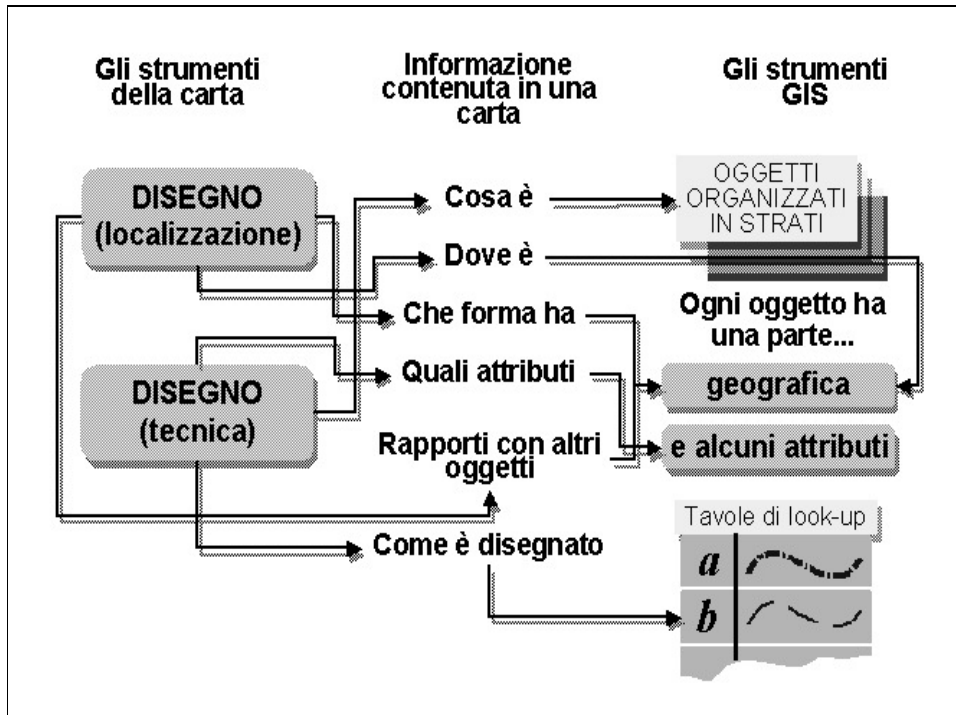 Gli strumenti
della carta
Informazione
contenuta in una
carta
Gli strumenti
GIS
DISEGNO
(localizzazione)
DISEGNO
(tecnica)
Cosa è
Dove è
Che forma ha
Quali attributi
Rapporti con altri
oggetti
Come è disegnato
OGGETTI
ORGANIZZATI
IN STRATI
Ogni oggetto ha
una parte...
geografica
e alcuni attributi
Tavole di look-up
a
b